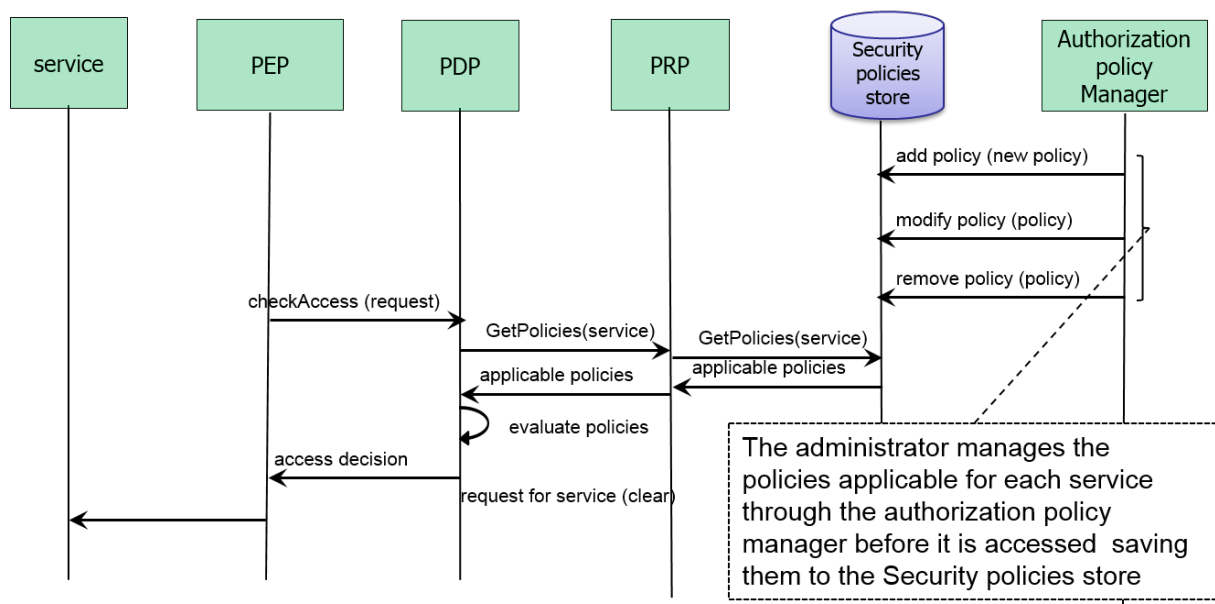 service
PEP
PDP
PRP
Security
policies
store
Authorization
policy
Manager
add policy (new policy)
modify policy (policy)
remove policy (policy)
checkAccess (request)
GetPolicies(service)
GetPolicies(service)
applicable policies
applicable policies
evaluate policies
access decision
request for service (clear)
The administrator manages the
policies applicable for each service
through the authorization policy
manager before it is accessed saving
them to the Security policies store